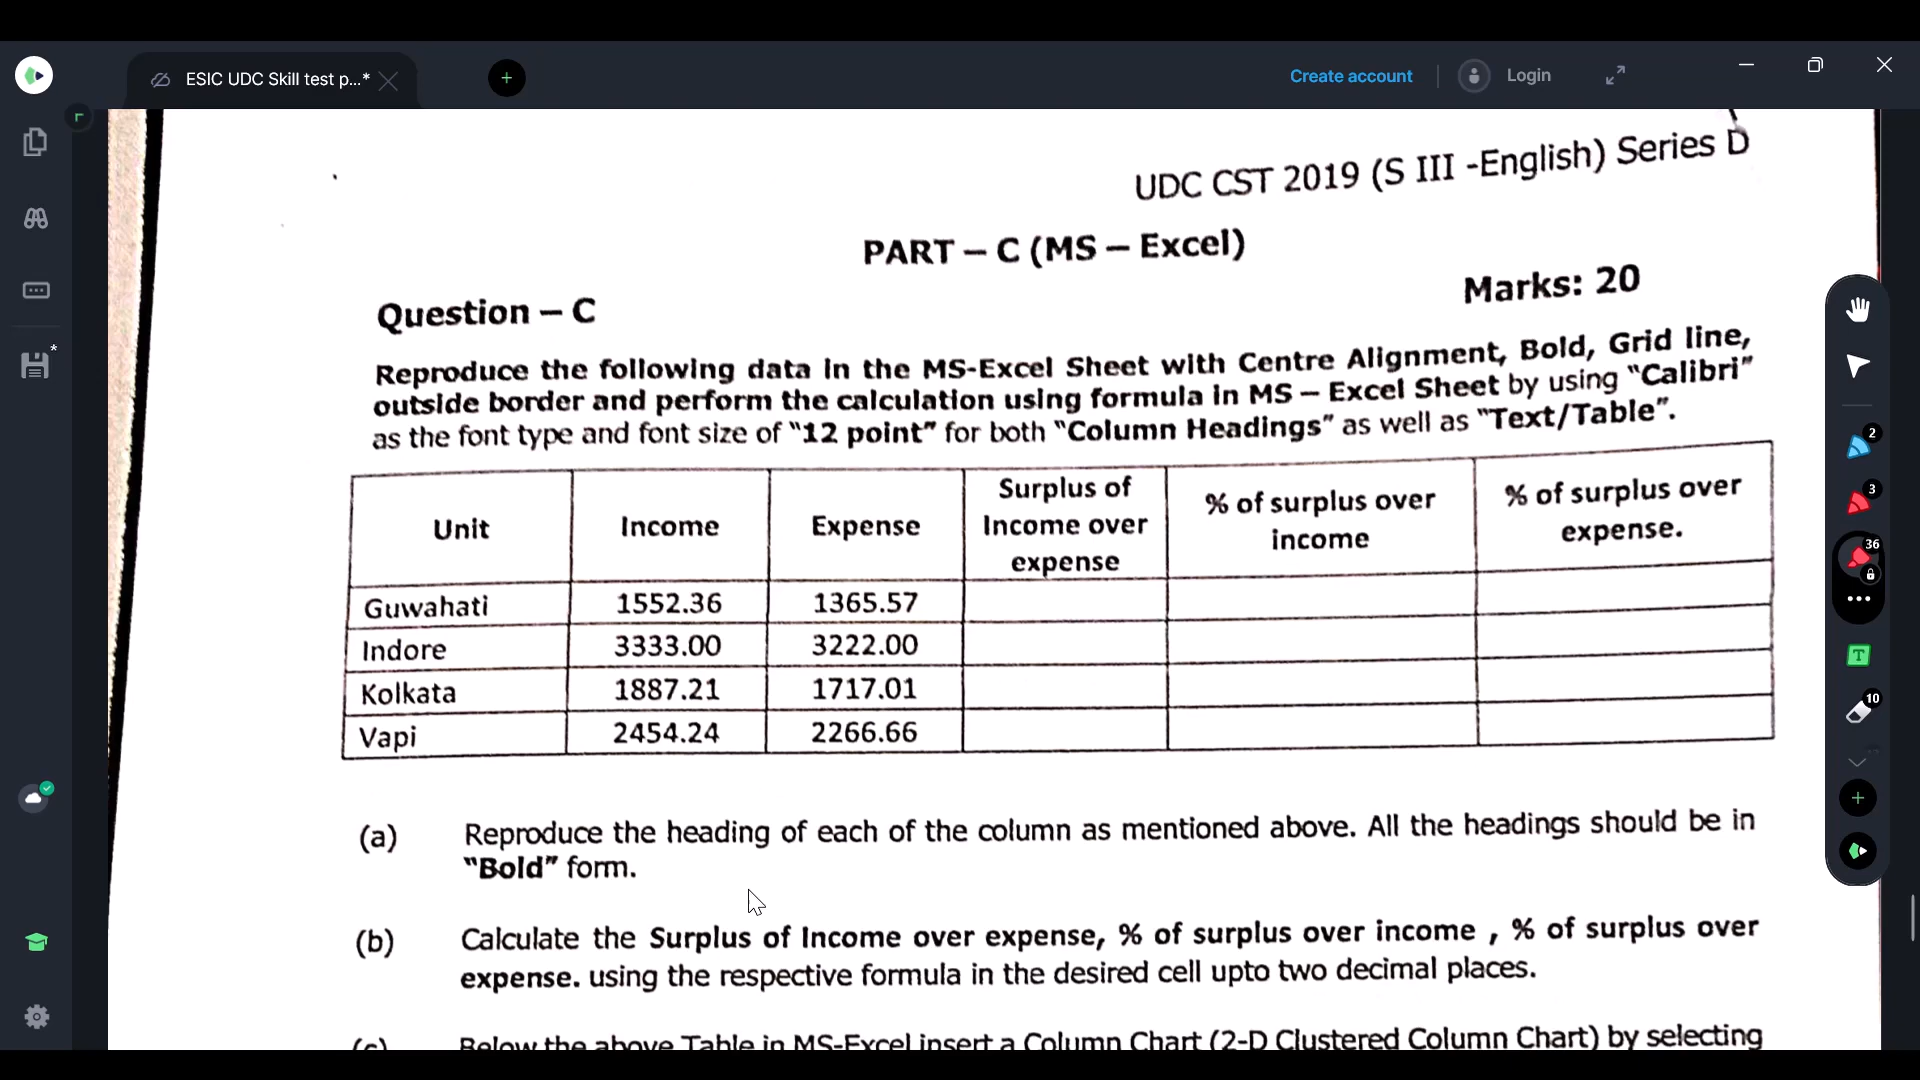 ESIC UDC Skill test p...*
Create account
Login
UDC CST 2019 (S III -English) Series D
PART – C (MS – Excel)
Question – C
Marks: 20
Reproduce the following data in the MS-Excel Sheet with Centre Alignment, Bold, Grid line,
outside border and perform the calculation using formula in MS – Excel Sheet by using "Calibri"
as the font type and font size of "12 point" for both "Column Headings" as well as "Text/Table".
Unit Income Expense Surplus of Income over expense % of surplus over income % of surplus over expense.
Guwahati 1552.36 1365.57
Indore 3333.00 3222.00
Kolkata 1887.21 1717.01
Vapi 2454.24 2266.66
(a) Reproduce the heading of each of the column as mentioned above. All the headings should be in
"Bold" form.
(b) Calculate the Surplus of Income over expense, % of surplus over income , % of surplus over
expense. using the respective formula in the desired cell upto two decimal places.
(c) Below the above Table in MS-Excel insert a Column Chart (2-D Clustered Column Chart) by selecting
2
3
36
T
10